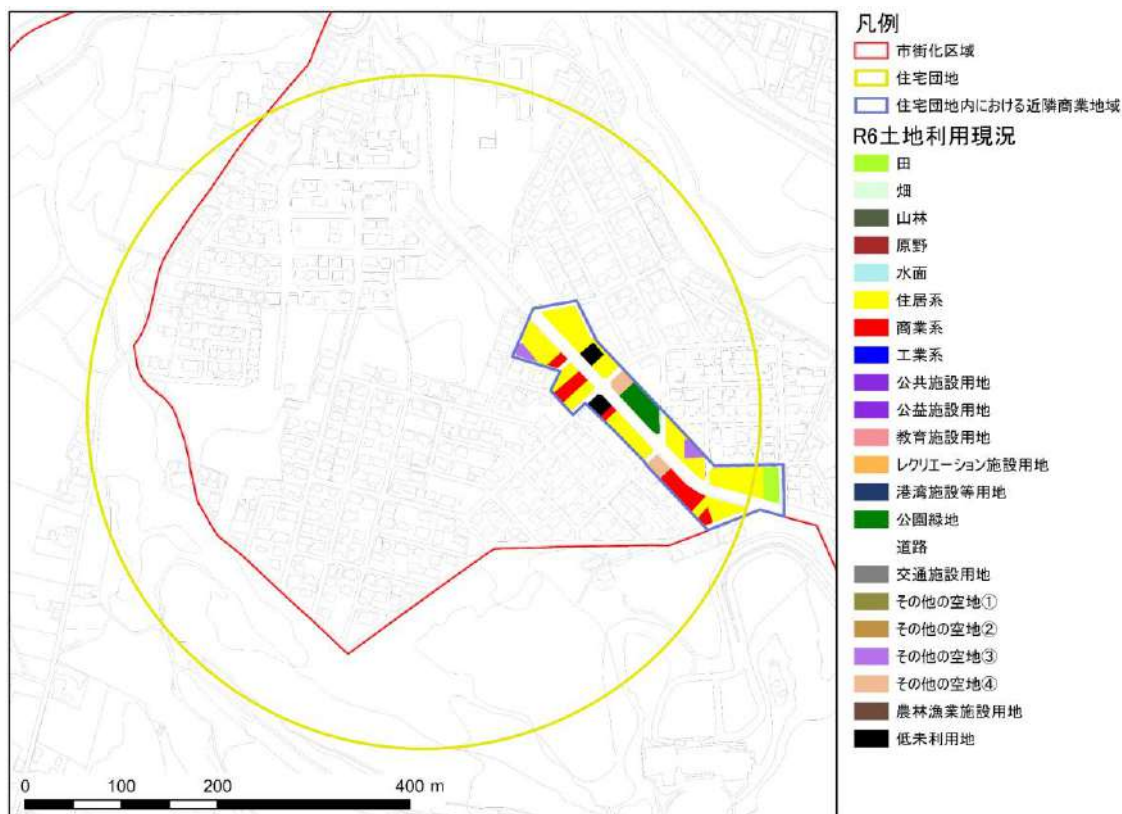 凡例
市街化区域
住宅団地
住宅団地内における近隣商業地域
R6土地利用現況
田
畑
山林
原野
水面
住居系
商業系
工業系
公共施設用地
公益施設用地
教育施設用地
レクリエーション施設用地
港湾施設等用地
公園緑地
道路
交通施設用地
その他の空地①
その他の空地②
その他の空地③
その他の空地④
農林漁業施設用地
低未利用地
0 100 200 400 m